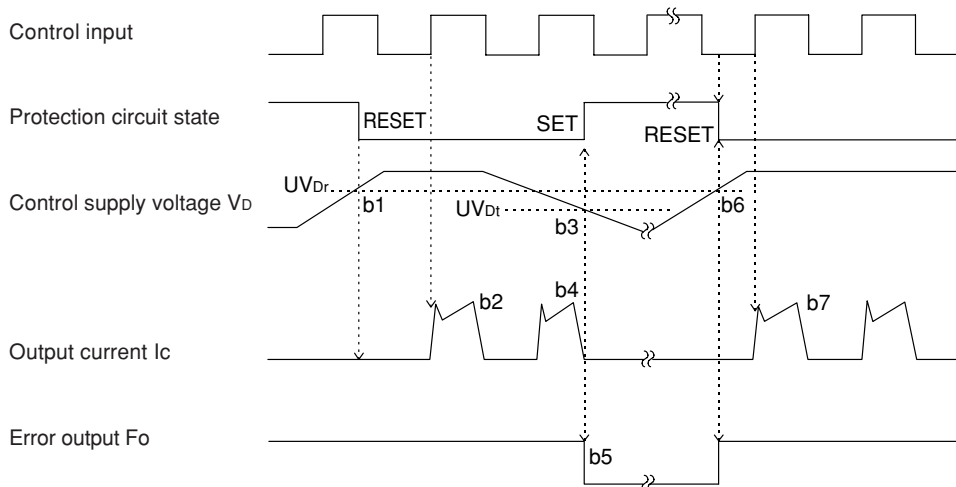 Control input
Protection circuit state
RESET
SET
RESET
UVDr
Control supply voltage VD
b1
UVDt
b3
b6
b2
b4
b7
Output current Ic
Error output Fo
b5